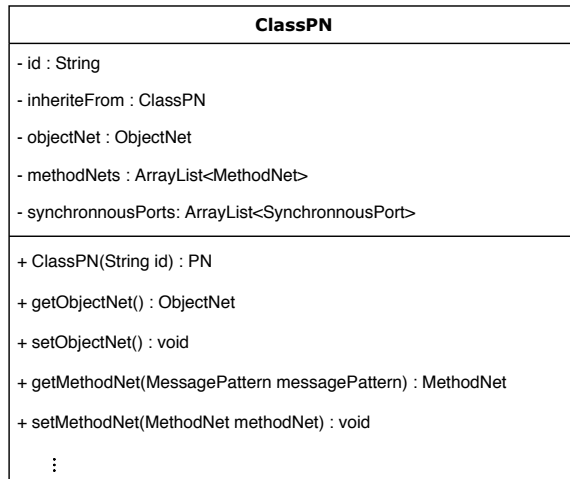 ClassPN
- id : String
- inheriteFrom : ClassPN
- objectNet : ObjectNet
- methodNets : ArrayList<MethodNet>
- synchronnousPorts: ArrayList<SynchronnousPort>
+ ClassPN(String id) : PN
+ getObjectNet() : ObjectNet
+ setObjectNet() : void
+ getMethodNet(MessagePattern messagePattern) : MethodNet
+ setMethodNet(MethodNet methodNet) : void
⋮